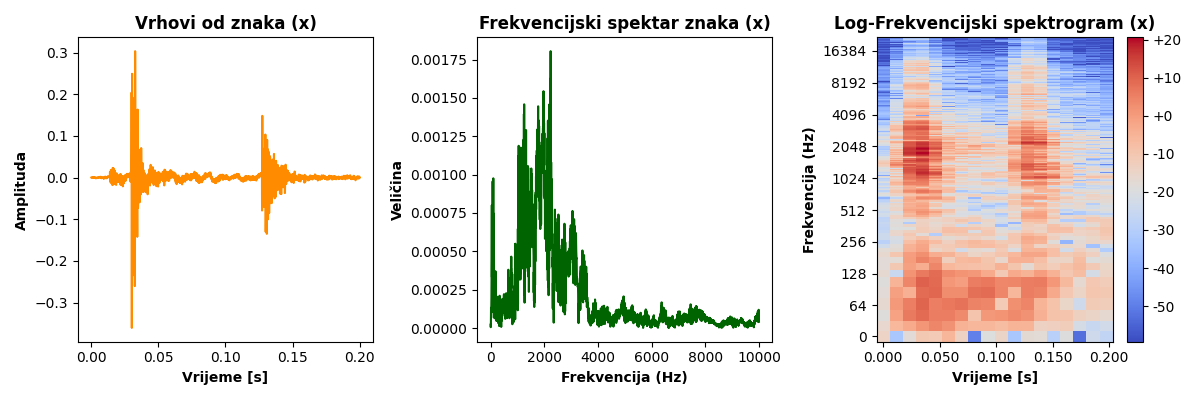 Vrhovi od znaka (x)
Amplituda
0.3
0.2
0.1
0.0
−0.1
−0.2
−0.3
0.00 0.05 0.10 0.15 0.20
Vrijeme [s]
Frekvencijski spektar znaka (x)
Veličina
0.00175
0.00150
0.00125
0.00100
0.00075
0.00050
0.00025
0.00000
0 2000 4000 6000 8000 10000
Frekvencija (Hz)
Log-Frekvencijski spektrogram (x)
Frekvencija (Hz)
16384
8192
4096
2048
1024
512
256
128
64
0
0.000 0.050 0.100 0.150 0.200
Vrijeme [s]
+20
+10
+0
-10
-20
-30
-40
-50